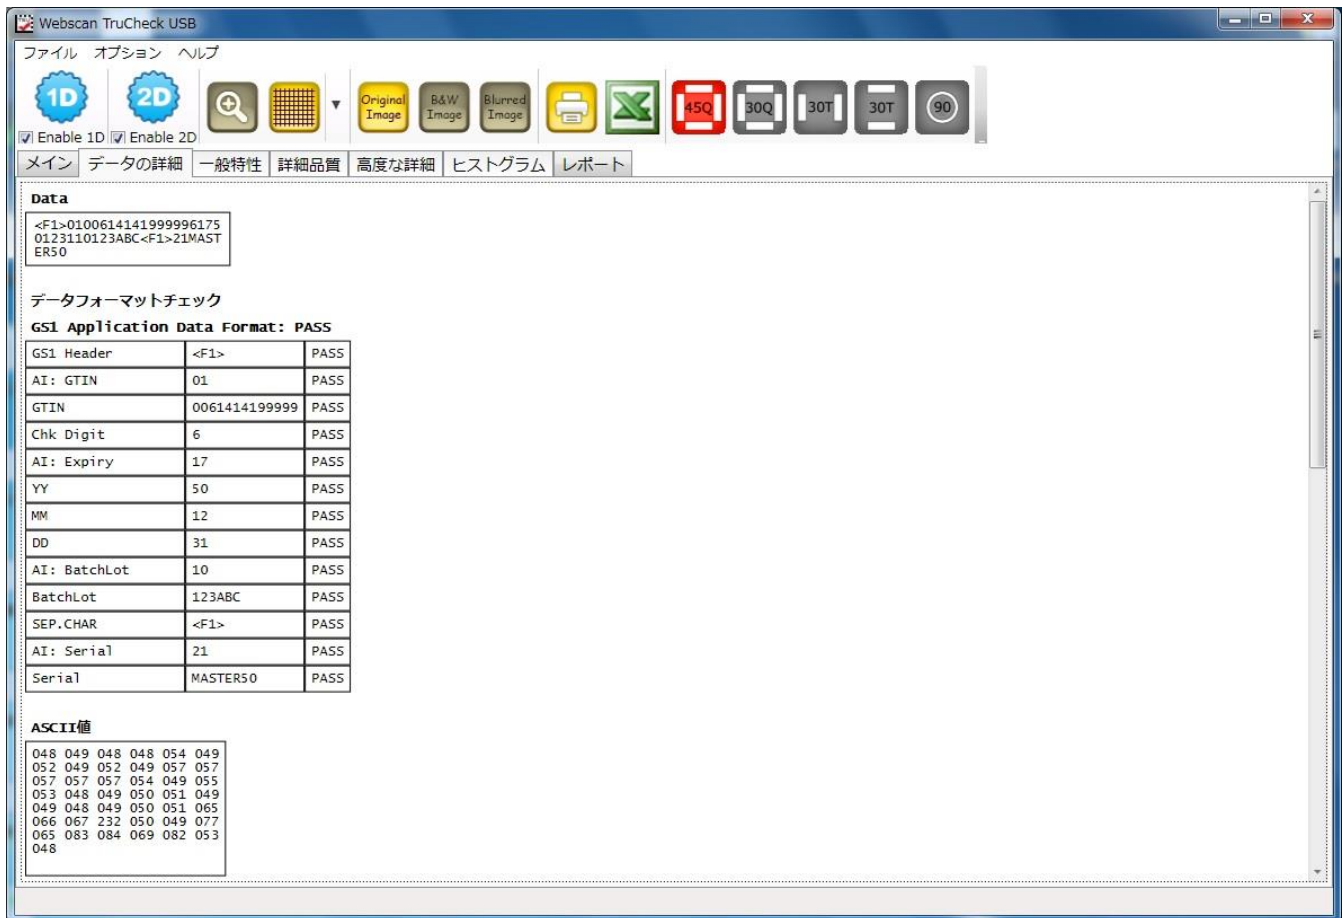 Webscan TruCheck USB
ファイル オプション ヘルプ
1D 2D Original Image B&W Image Blurred Image 45Q 30Q 30T 30T 90
Enable 1D Enable 2D
メイン データの詳細 一般特性 詳細品質 高度な詳細 ヒストグラム レポート
Data
<F1>0100614141999996175
0123110123ABC<F1>21MAST
ER50
データフォーマットチェック
GS1 Application Data Format: PASS
GS1 Header <F1> PASS
AI: GTIN 01 PASS
GTIN 0061414199999 PASS
Chk Digit 6 PASS
AI: Expiry 17 PASS
YY 50 PASS
MM 12 PASS
DD 31 PASS
AI: BatchLot 10 PASS
BatchLot 123ABC PASS
SEP.CHAR <F1> PASS
AI: Serial 21 PASS
Serial MASTER50 PASS
ASCII値
048 049 048 048 054 049
052 049 052 049 057 057
057 057 057 054 049 055
053 048 049 050 051 049
049 048 049 050 051 065
066 067 232 050 049 077
065 083 084 069 082 053
048